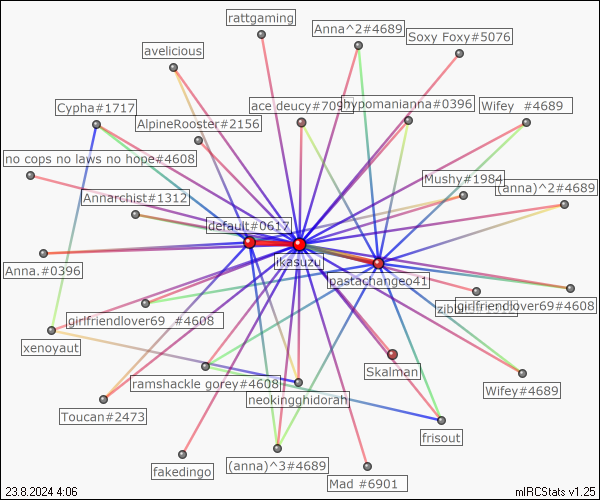 rattgaming
Anna^2#4689
Soxy Foxy#5076
avelicious
ace deucy#709
hypomanianna#0396
Wifey #4689
Cypha#1717
AlpineRooster#2156
no cops no laws no hope#4608
Mushy#1984
(anna)^2#4689
Annarchist#1312
default#0617
ikasuzu
Anna.#0396
pastachange041
girlfriendlover69#4608
girlfriendlover69 #4608
xenoyaut
Skalman
ramshackle gorey#4608
neokingghidorah
Wifey#4689
Toucan#2473
frisout
(anna)^3#4689
fakedingo
Mad #6901
23.8.2024 4:06
mIRCStats v1.25